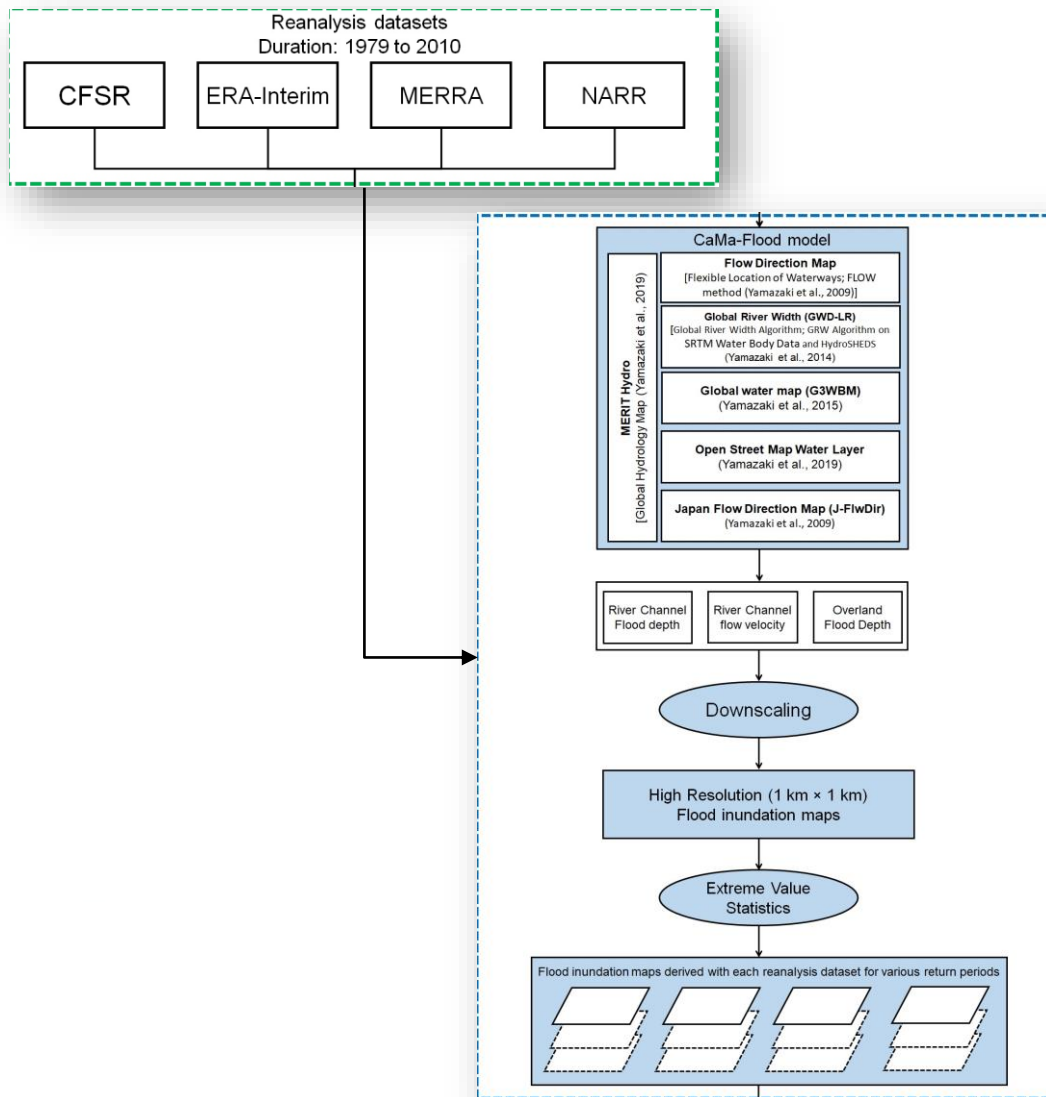 Reanalysis datasets
Duration: 1979 to 2010
CFSR
ERA-Interim
MERRA
NARR
CaMa-Flood model
MERIT Hydro
[Global Hydrology Map (Yamazaki et al., 2019)
Flow Direction Map
[Flexible Location of Waterways; FLOW
method (Yamazaki et al., 2009)]
Global River Width (GWD-LR)
[Global River Width Algorithm; GRW Algorithm on
SRTM Water Body Data and HydroSHEDS
(Yamazaki et al., 2014)
Global water map (G3WBM)
(Yamazaki et al., 2015)
Open Street Map Water Layer
(Yamazaki et al., 2019)
Japan Flow Direction Map (J-FlwDir)
(Yamazaki et al., 2009)
River Channel
Flood depth
River Channel
flow velocity
Overland
Flood Depth
Downscaling
High Resolution (1 km × 1 km)
Flood inundation maps
Extreme Value
Statistics
Flood inundation maps derived with each reanalysis dataset for various return periods